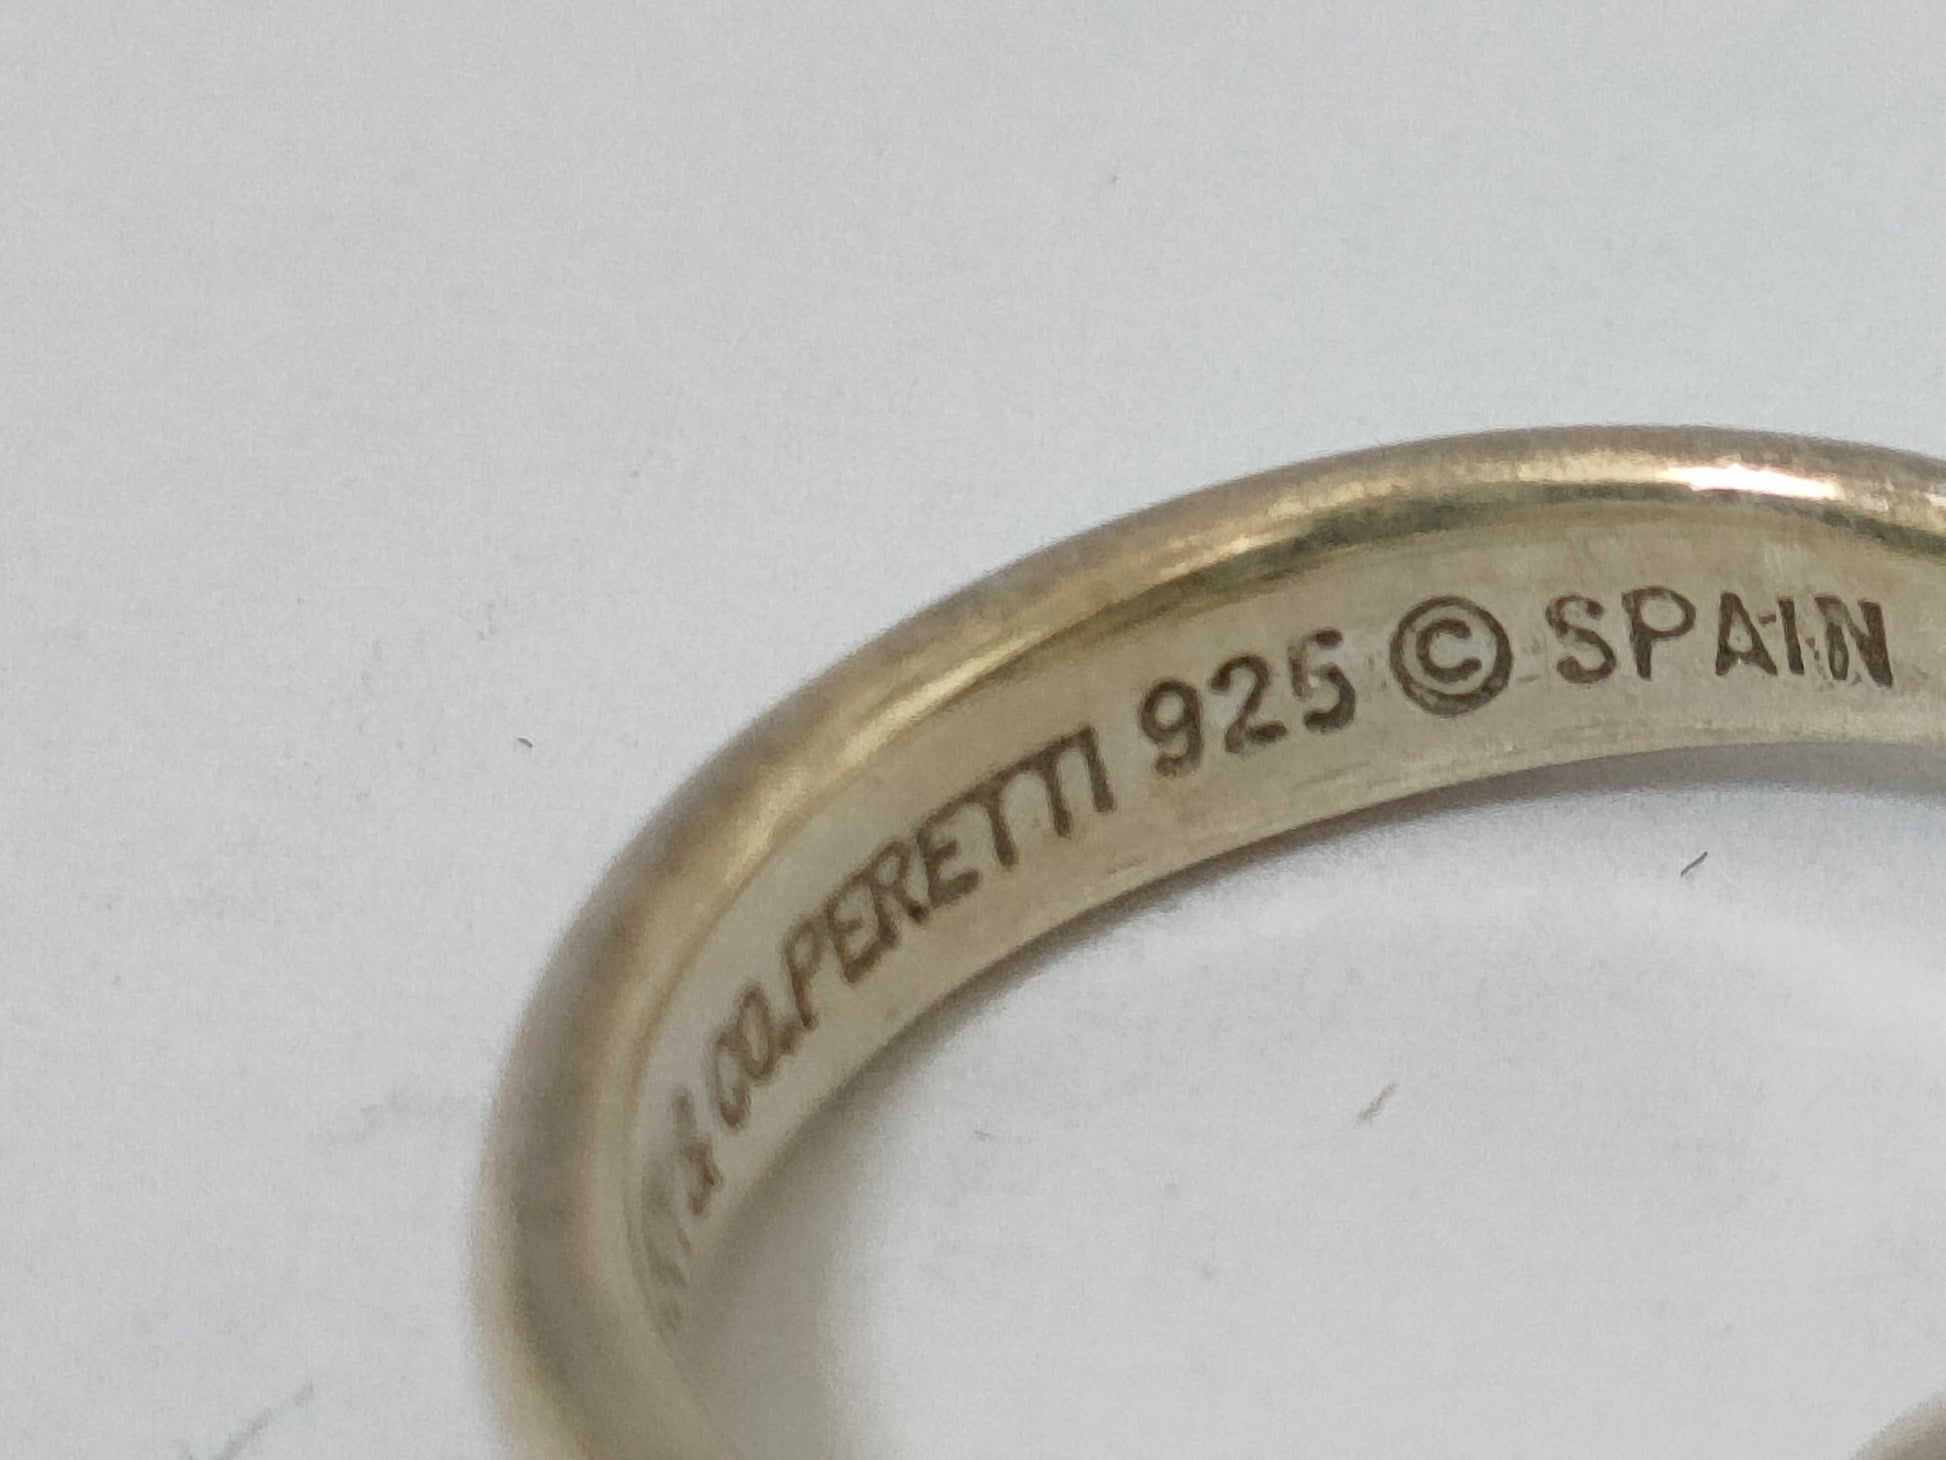 & CO. PERETTI 925 © SPAIN